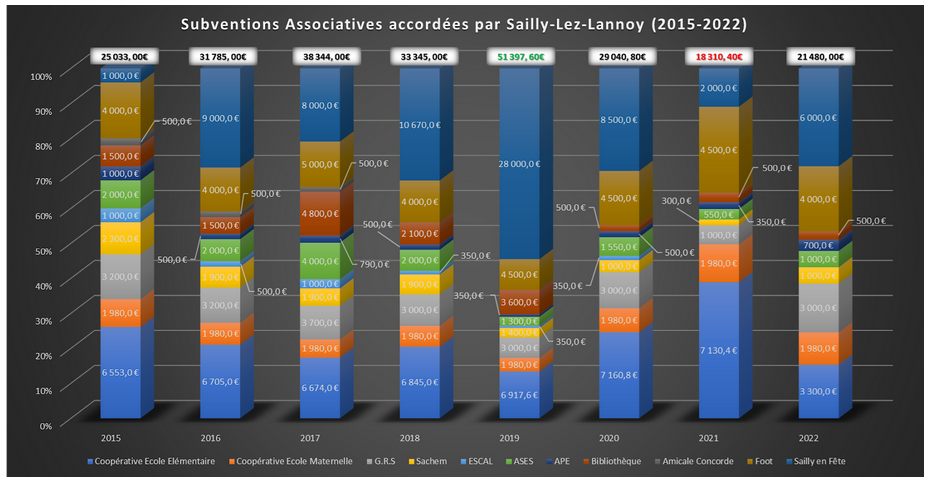 Subventions Associatives accordées par Sailly-Lez-Lannoy (2015-2022)
25 033,00€ 31 785,00€ 38 344,00€ 33 345,00€ 51 397,60€ 29 040,80€ 18 310,40€ 21 480,00€
100%
90%
80%
70%
60%
50%
40%
30%
20%
10%
0%
1 000,0 €
4 000,0 €
500,0 €
1 500,0 €
1 000,0 €
2 000,0 €
1 000,0 €
2 300,0 €
3 200,0 €
1 980,0 €
6 553,0 €
9 000,0 €
4 000,0 €
500,0 €
1 500,0 €
500,0 €
2 000,0 €
500,0 €
3 200,0 €
1 980,0 €
6 705,0 €
8 000,0 €
5 000,0 €
500,0 €
4 800,0 €
790,0 €
4 000,0 €
1 000,0 €
3 700,0 €
1 980,0 €
6 674,0 €
10 670,0 €
4 000,0 €
2 100,0 €
500,0 €
2 000,0 €
350,0 €
1 900,0 €
3 000,0 €
1 980,0 €
6 845,0 €
28 000,0 €
4 500,0 €
3 600,0 €
350,0 €
1 300,0 €
350,0 €
3 000,0 €
1 980,0 €
6 917,6 €
8 500,0 €
4 500,0 €
500,0 €
500,0 €
1 550,0 €
350,0 €
1 000,0 €
3 000,0 €
1 980,0 €
7 160,8 €
2 000,0 €
4 500,0 €
500,0 €
350,0 €
550,0 €
300,0 €
1 000,0 €
1 980,0 €
7 130,4 €
6 000,0 €
4 000,0 €
500,0 €
700,0 €
1 000,0 €
1 000,0 €
3 000,0 €
1 980,0 €
3 300,0 €
2015 2016 2017 2018 2019 2020 2021 2022
Coopérative Ecole Elémentaire Coopérative Ecole Maternelle G.R.S Sachem ESCAL ASES APE Bibliothèque Amicale Concorde Foot Sailly en Fête